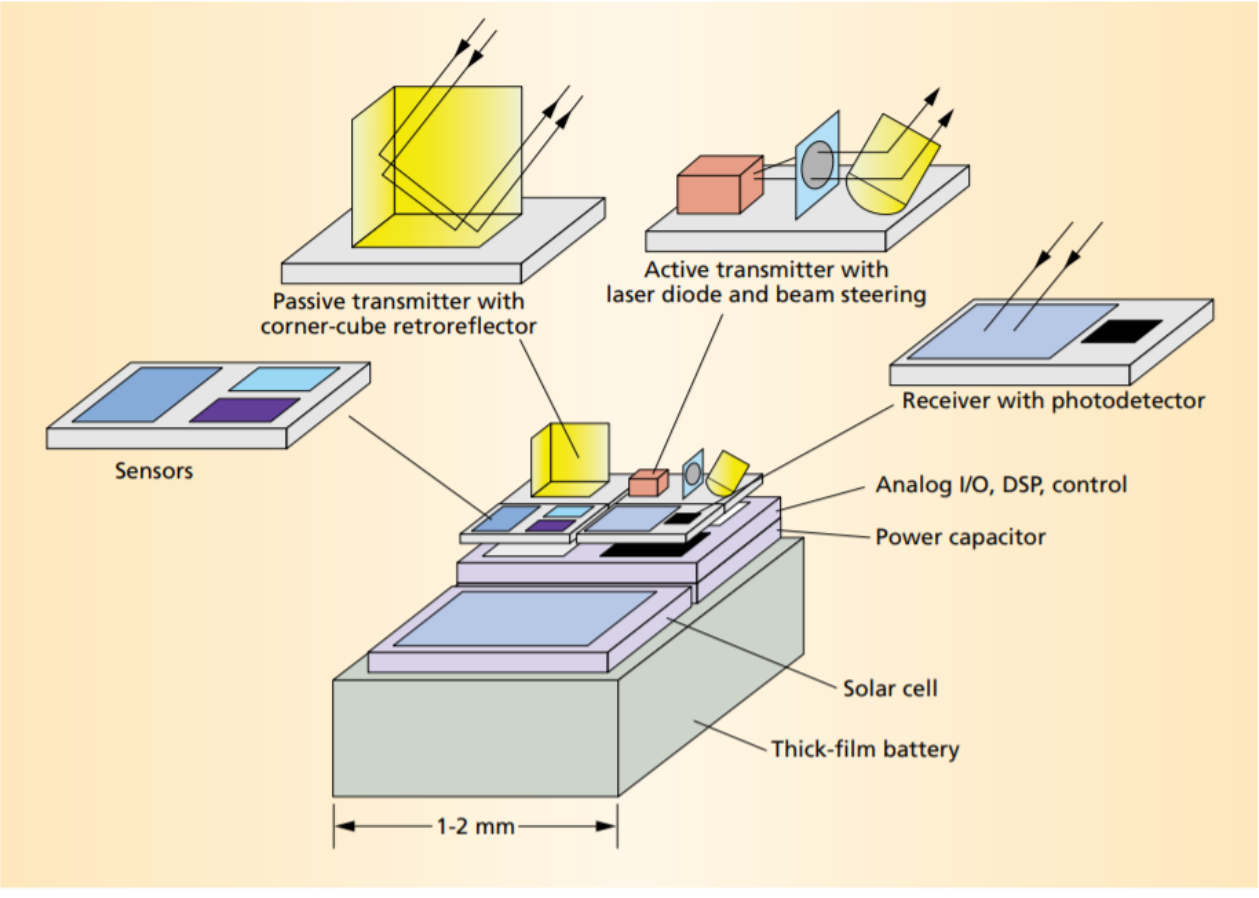 Passive transmitter with
corner-cube retroreflector
Active transmitter with
laser diode and beam steering
Receiver with photodetector
Sensors
Analog I/O, DSP, control
Power capacitor
Solar cell
Thick-film battery
1-2 mm